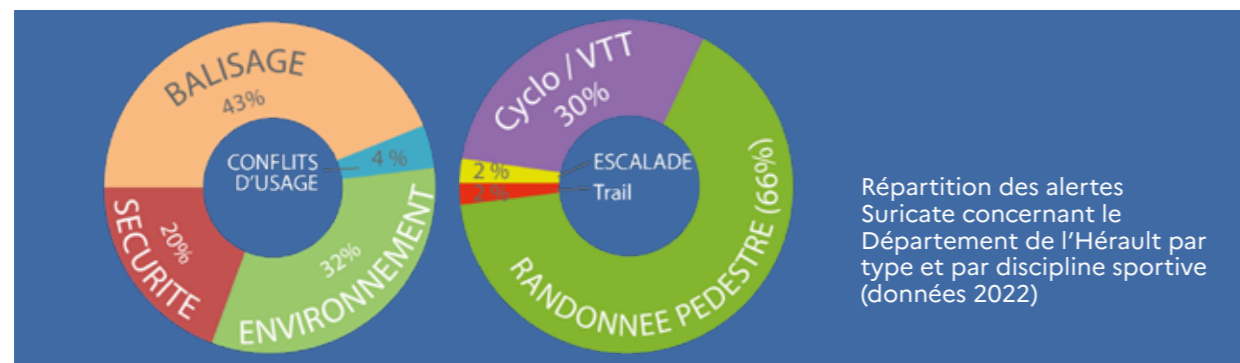 BALISAGE
43%
CONFLITS
D'USAGE
4 %
SECURITE
20%
ENVIRONNEMENT
32%
Cyclo / VTT
30%
2 %
ESCALADE
2 %
Trail
RANDONNEE PEDESTRE (66%)
Répartition des alertes
Suricate concernant le
Département de l'Hérault par
type et par discipline sportive
(données 2022)